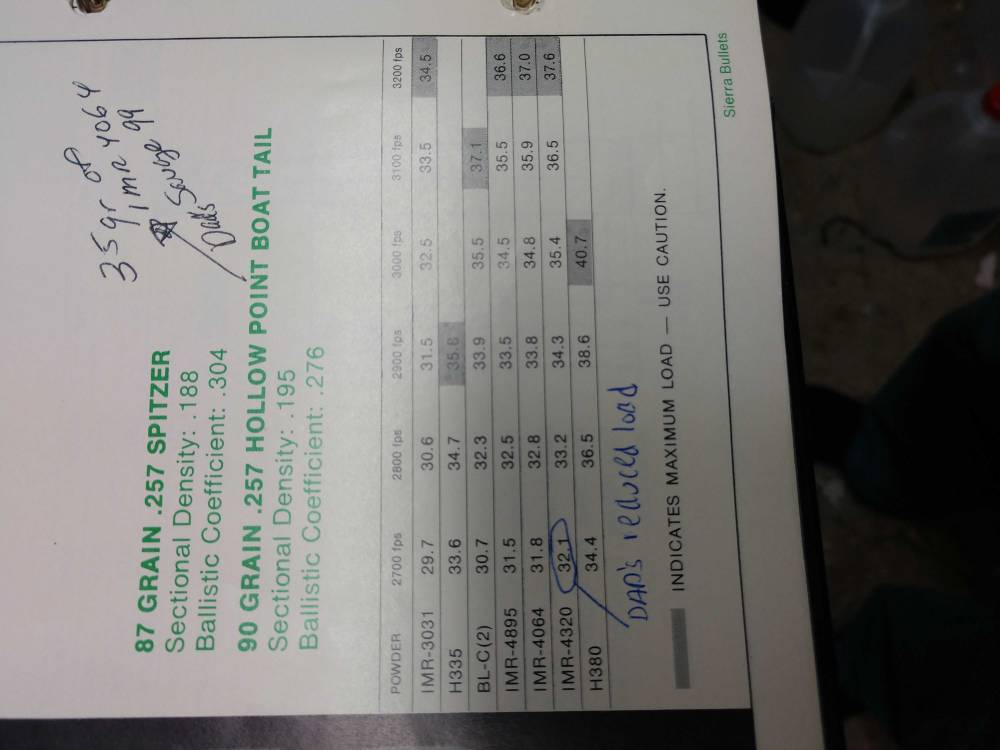 35 gr of
IMR 4064
Dad's Savage 99
87 GRAIN .257 SPITZER
Sectional Density: .188
Ballistic Coefficient: .304
90 GRAIN .257 HOLLOW POINT BOAT TAIL
Sectional Density: .195
Ballistic Coefficient: .276
POWDER 2700 fps 2800 fps 2900 fps 3000 fps 3100 fps 3200 fps
IMR-3031 29.7 30.6 31.5 32.5 33.5 34.5
H335 33.6 34.7 35.8
BL-C(2) 30.7 32.3 33.9 35.5 37.1
IMR-4895 31.5 32.5 33.5 34.5 35.5 36.6
IMR-4064 31.8 32.8 33.8 34.8 35.9 37.0
IMR-4320 32.1 33.2 34.3 35.4 36.5 37.6
H380 34.4 36.5 38.6 40.7
DAD'S reduced load
INDICATES MAXIMUM LOAD — USE CAUTION.
Sierra Bullets